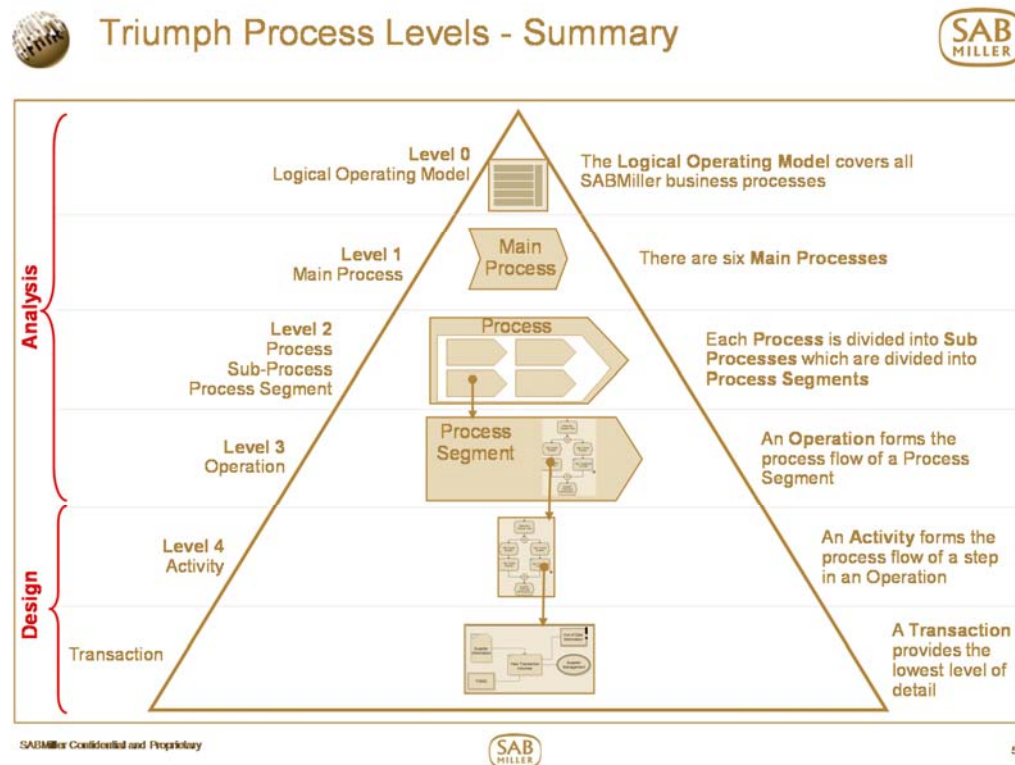 Triumph Process Levels - Summary
SAB
MILLER
Analysis
Level 0
Logical Operating Model
The Logical Operating Model covers all
SABMiller business processes
Level 1
Main Process
Main
Process
There are six Main Processes
Level 2
Process
Sub-Process
Process Segment
Process
Each Process is divided into Sub
Processes which are divided into
Process Segments
Level 3
Operation
Process
Segment
An Operation forms the
process flow of a Process
Segment
Design
Level 4
Activity
An Activity forms the
process flow of a step
in an Operation
Transaction
A Transaction
provides the
lowest level of
detail
SABMiller Confidential and Proprietary
SAB
MILLER
5